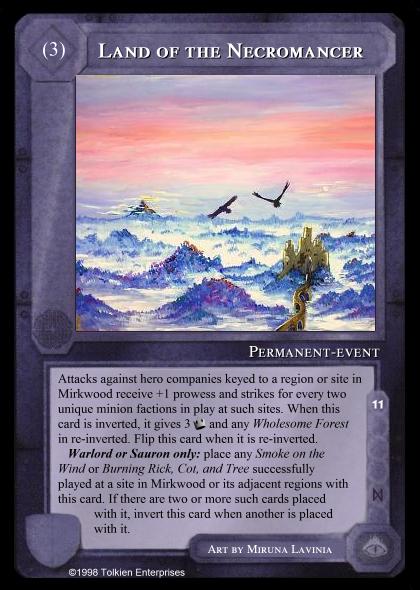 (3)
LAND OF THE NECROMANCER
PERMANENT-EVENT
Attacks against hero companies keyed to a region or site in
Mirkwood receive +1 prowess and strikes for every two
unique minion factions in play at such sites. When this
card is inverted, it gives 3 and any Wholesome Forest
in re-inverted. Flip this card when it is re-inverted.
Warlord or Sauron only: place any Smoke on the
Wind or Burning Rick, Cot, and Tree successfully
played at a site in Mirkwood or its adjacent regions with
this card. If there are two or more such cards placed
with it, invert this card when another is placed
with it.
11
ART BY MIRUNA LAVINIA
©1998 Tolkien Enterprises